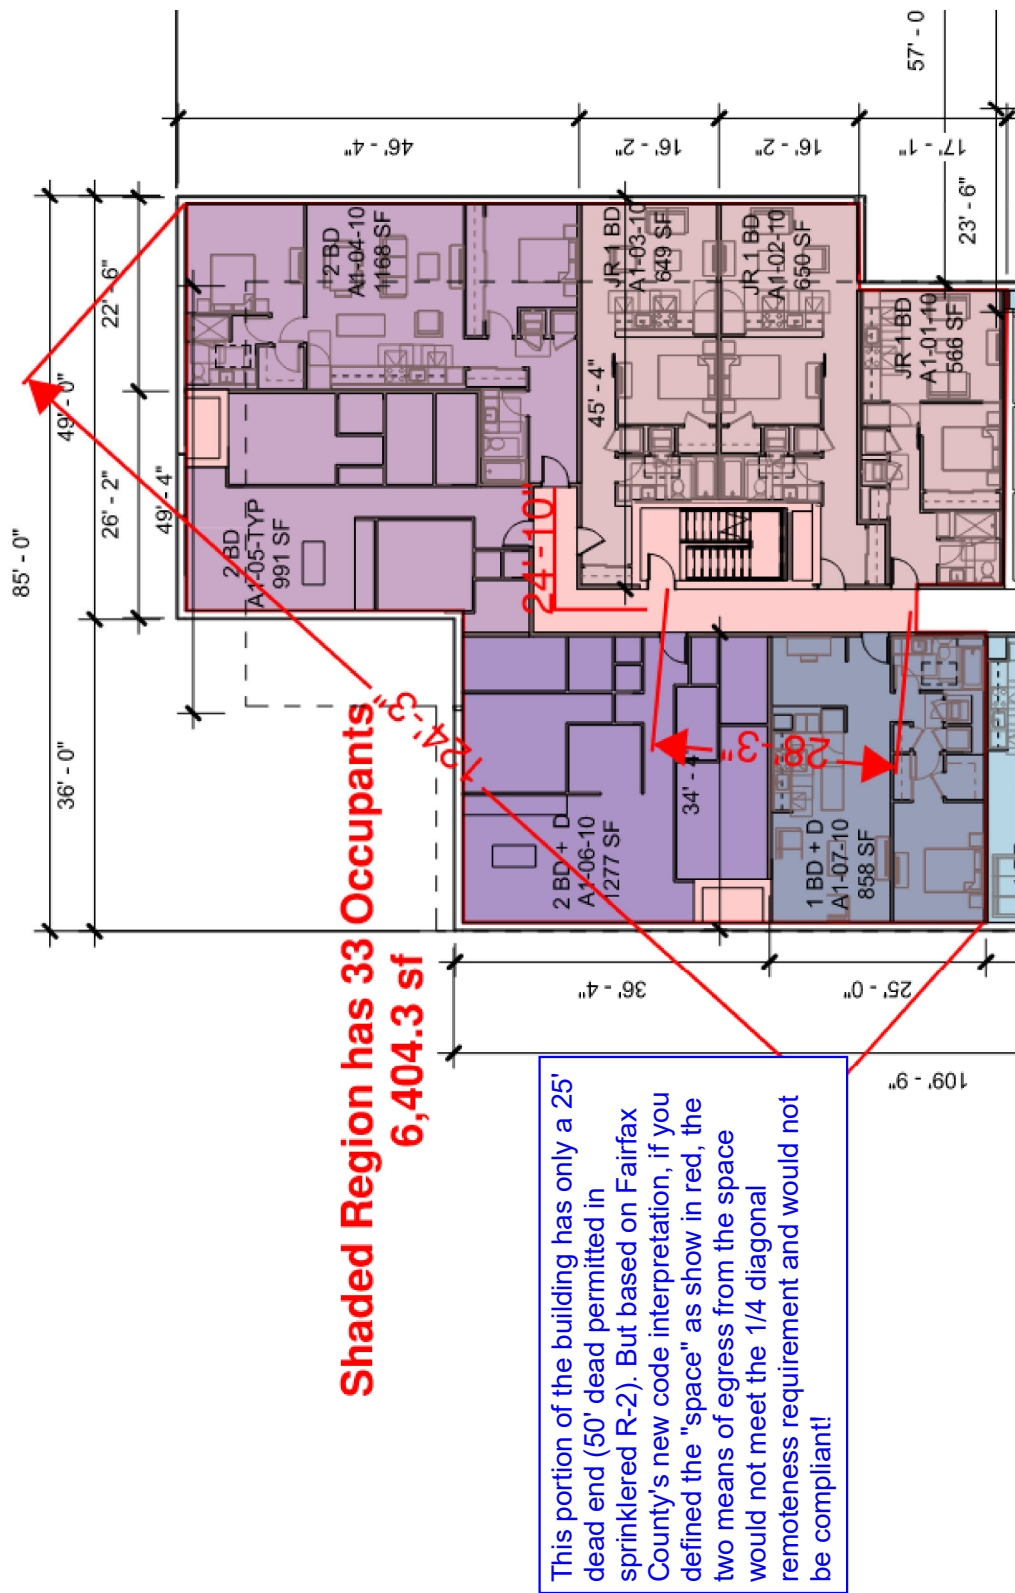 Shaded Region has 33 Occupants
6,404.3 sf
This portion of the building has only a 25'
dead end (50' dead permitted in
sprinklered R-2). But based on Fairfax
County's new code interpretation, if you
defined the "space" as show in red, the
two means of egress from the space
would not meet the 1/4 diagonal
remoteness requirement and would not
be compliant!
85' - 0"
36' - 0"
49' - 0"
26' - 2"
22' - 6"
49' - 4"
46' - 4"
16' - 2"
16' - 2"
17' - 1"
57' - 0
23' - 6"
45' - 4"
34' - 4
36' - 4"
25' - 0"
109' - 9"
124'-3"
24'-10"
28'-3"
2 BD
A1-04-10
1168 SF
2 BD
A1-05-TYP
991 SF
JR 1 BD
A1-03-10
649 SF
JR 1 BD
A1-02-10
650 SF
JR 1 BD
A1-01-10
566 SF
2 BD + D
A1-06-10
1277 SF
1 BD + D
A1-07-10
858 SF